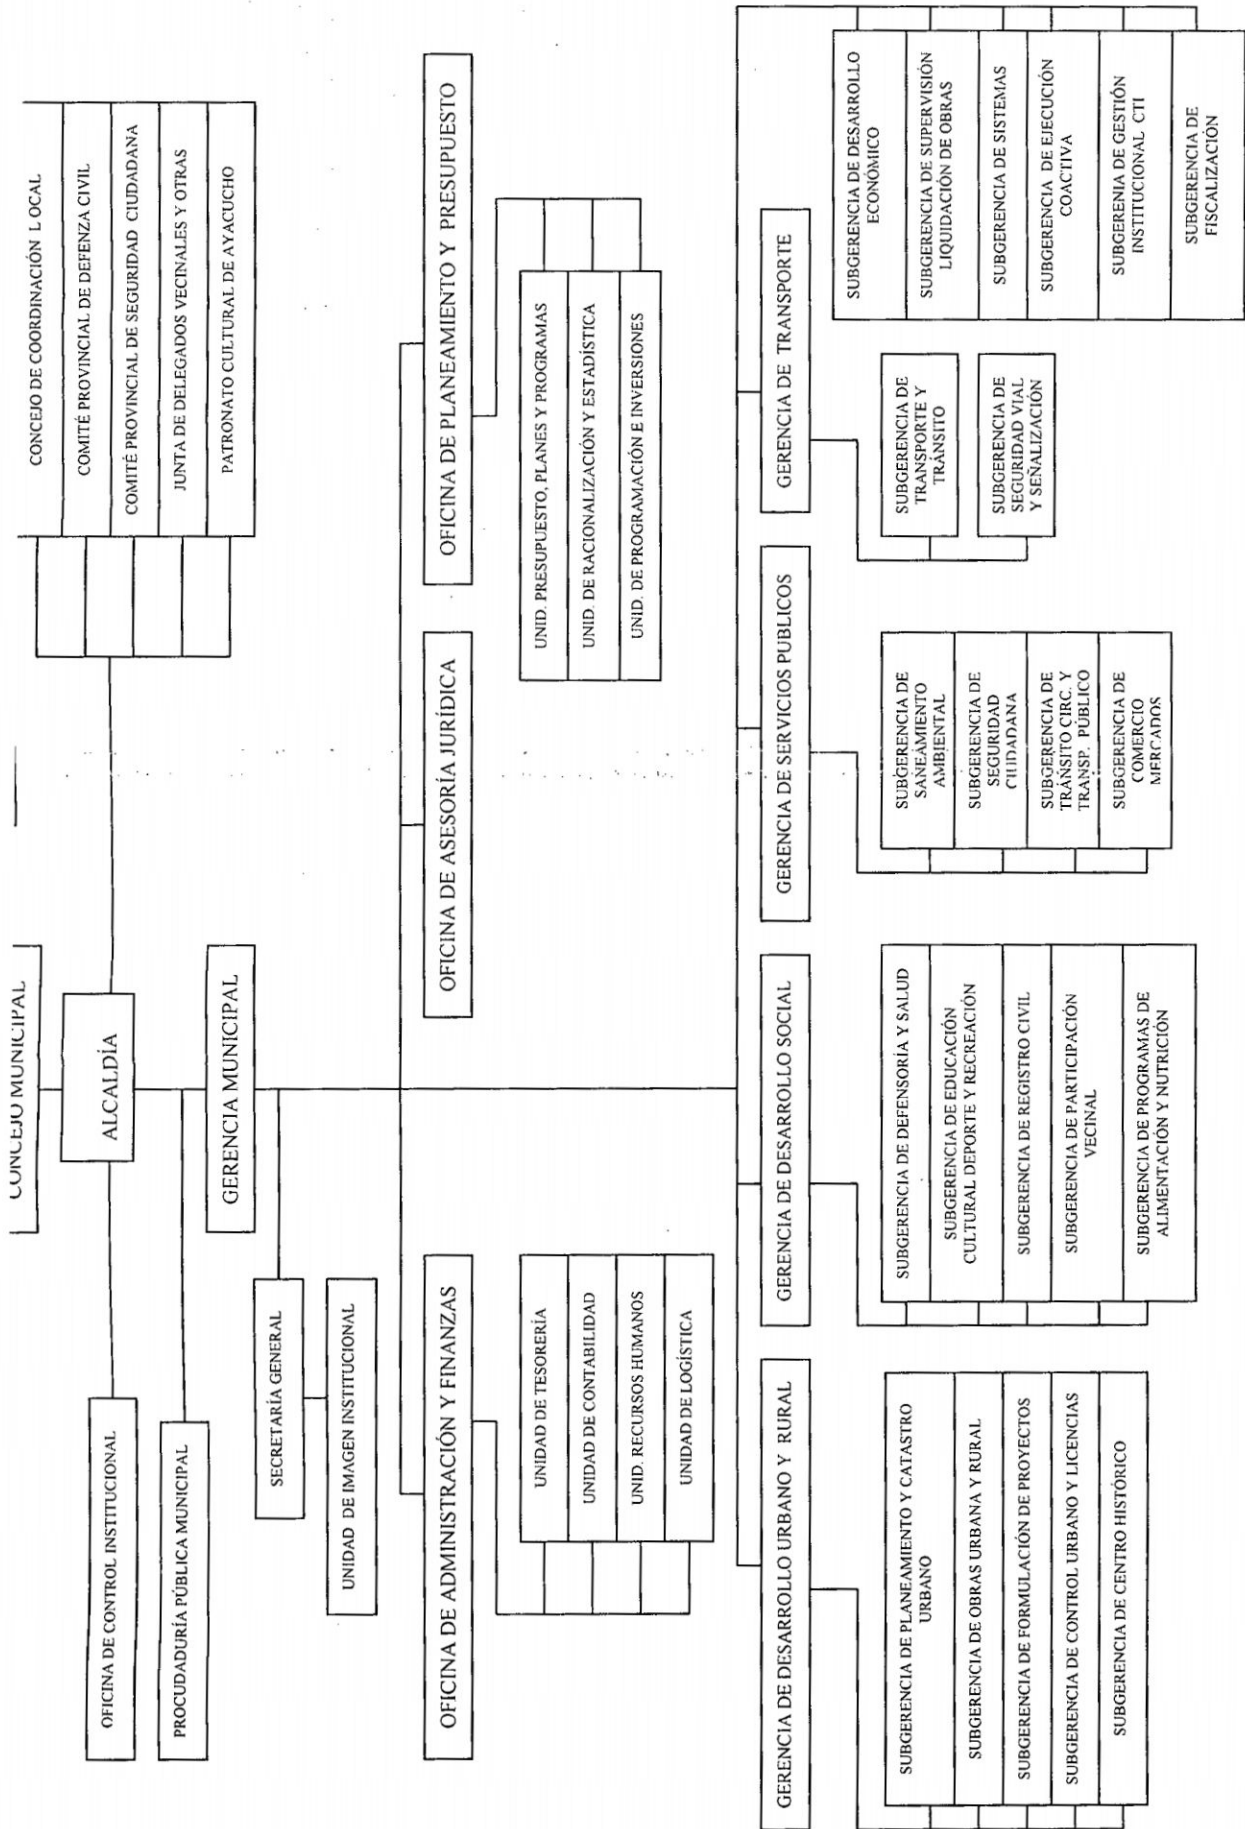 CONCEJO MUNICIPAL
ALCALDÍA
GERENCIA MUNICIPAL
CONCEJO DE COORDINACIÓN LOCAL
COMITÉ PROVINCIAL DE DEFENZA CIVIL
COMITÉ PROVINCIAL DE SEGURIDAD CIUDADANA
JUNTA DE DELEGADOS VECINALES Y OTRAS
PATRONATO CULTURAL DE AYACUCHO
OFICINA DE CONTROL INSTITUCIONAL
PROCUDADURÍA PÚBLICA MUNICIPAL
SECRETARÍA GENERAL
UNIDAD DE IMAGEN INSTITUCIONAL
OFICINA DE ADMINISTRACIÓN Y FINANZAS
UNIDAD DE TESORERÍA
UNIDAD DE CONTABILIDAD
UNID. RECURSOS HUMANOS
UNIDAD DE LOGÍSTICA
OFICINA DE ASESORÍA JURÍDICA
OFICINA DE PLANEAMIENTO Y PRESUPUESTO
UNID. PRESUPUESTO, PLANES Y PROGRAMAS
UNID. DE RACIONALIZACIÓN Y ESTADÍSTICA
UNID. DE PROGRAMACIÓN E INVERSIONES
GERENCIA DE DESARROLLO URBANO Y RURAL
SUBGERENCIA DE PLANEAMIENTO Y CATASTRO
URBANO
SUBGERENCIA DE OBRAS URBANA Y RURAL
SUBGERENCIA DE FORMULACIÓN DE PROYECTOS
SUBGERENCIA DE CONTROL URBANO Y LICENCIAS
SUBGERENCIA DE CENTRO HISTÓRICO
GERENCIA DE DESARROLLO SOCIAL
SUBGERENCIA DE DEFENSORÍA Y SALUD
SUBGERENCIA DE EDUCACIÓN
CULTURAL DEPORTE Y RECREACIÓN
SUBGERENCIA DE REGISTRO CIVIL
SUBGERENCIA DE PARTICIPACIÓN
VECINAL
SUBGERENCIA DE PROGRAMAS DE
ALIMENTACIÓN Y NUTRICIÓN
GERENCIA DE SERVICIOS PUBLICOS
SUBGERENCIA DE
SANEAMIENTO
AMBIENTAL
SUBGERENCIA DE
SEGURIDAD
CIUDADANA
SUBGERENCIA DE
TRÁNSITO CIRC. Y
TRANSP. PÚBLICO
SUBGERENCIA DE
COMERCIO
MERCADOS
GERENCIA DE TRANSPORTE
SUBGERENCIA DE
TRANSPORTE Y
TRÁNSITO
SUBGERENCIA DE
SEGURIDAD VIAL
Y SEÑALIZACIÓN
SUBGERENCIA DE DESARROLLO
ECONÓMICO
SUBGERENCIA DE SUPERVISIÓN
LIQUIDACIÓN DE OBRAS
SUBGERENCIA DE SISTEMAS
SUBGERENCIA DE EJECUCIÓN
COACTIVA
SUBGERENIA DE GESTIÓN
INSTITUCIONAL CTI
SUBGERENCIA DE
FISCALIZACIÓN